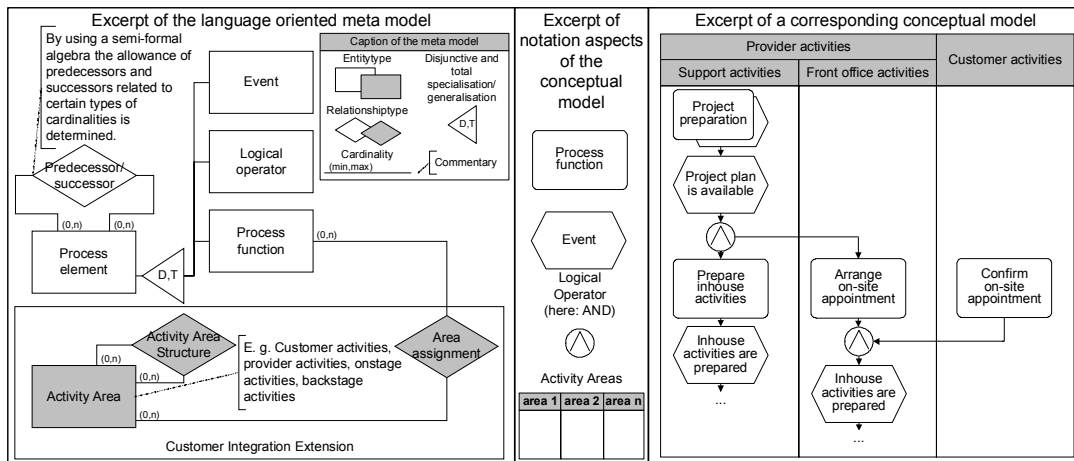 Excerpt of the language oriented meta model
By using a semi-formal
algebra the allowance of
predecessors and
successors related to
certain types of
cardinalities is
determined.
Predecessor/
successor
(0,n)
(0,n)
Process
element
D,T
Event
Logical
operator
Process
function
(0,n)
Caption of the meta model
Entitytype
Disjunctive and
total
specialisation/
generalisation
D,T
Relationshiptype
Cardinality
(min,max)
Commentary
Activity Area
Structure
(0,n)
(0,n)
Activity Area
(0,n)
E. g. Customer activities,
provider activities, onstage
activities, backstage
activities
Area
assignment
Customer Integration Extension
Excerpt of
notation aspects
of the
conceptual
model
Process
function
Event
Logical
Operator
(here: AND)
Activity Areas
area 1 area 2 area n
Excerpt of a corresponding conceptual model
Provider activities
Customer activities
Support activities
Front office activities
Project
preparation
Project plan
is available
Prepare
inhouse
activities
Arrange
on-site
appointment
Confirm
on-site
appointment
Inhouse
activities are
prepared
...
Inhouse
activities are
prepared
...